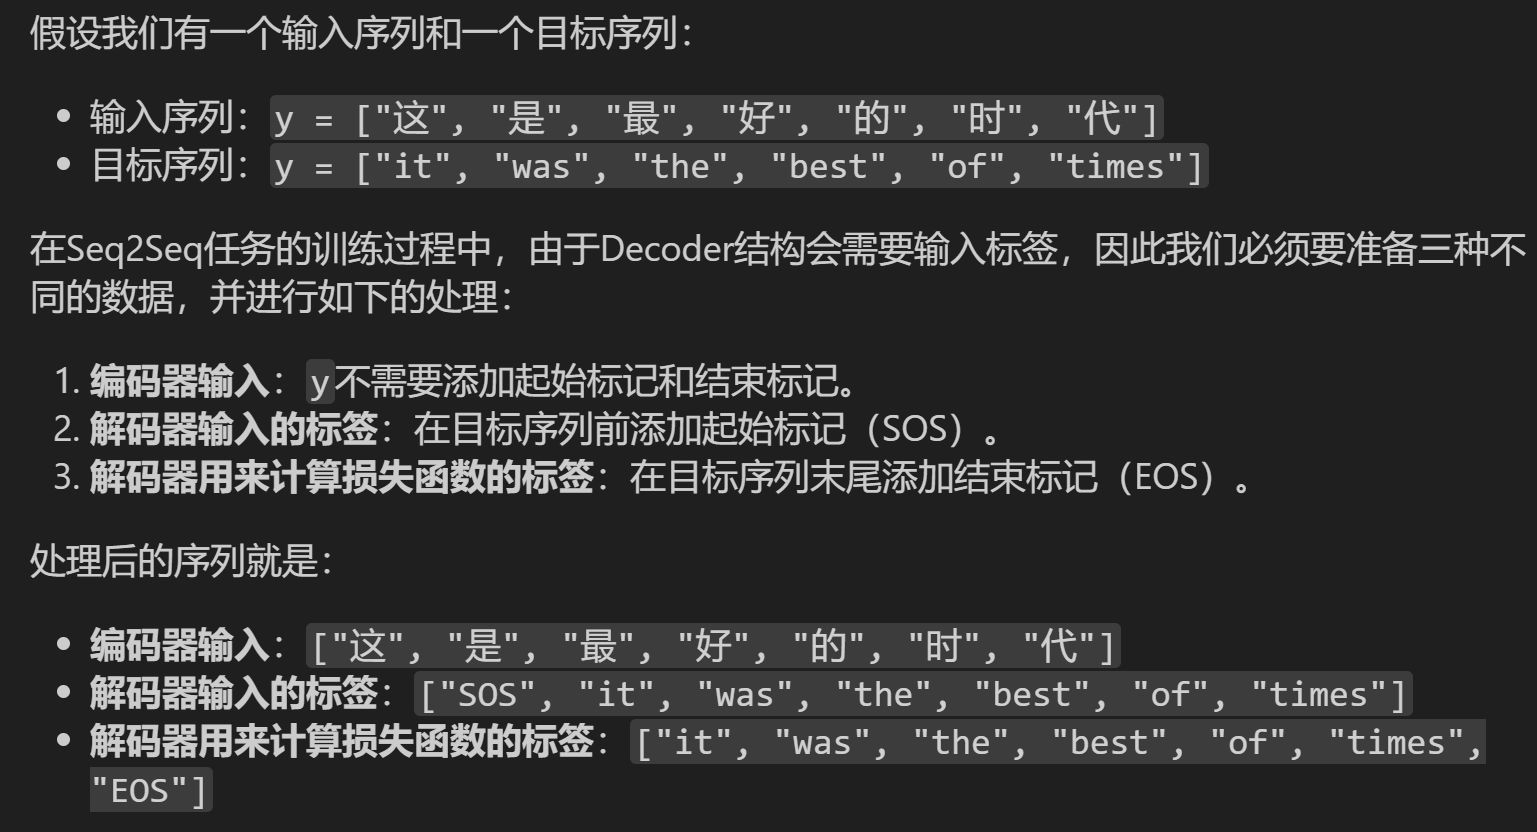 假设我们有一个输入序列和一个目标序列：
• 输入序列：y = ["这", "是", "最", "好", "的", "时", "代"]
• 目标序列：y = ["it", "was", "the", "best", "of", "times"]
在Seq2Seq任务的训练过程中，由于Decoder结构会需要输入标签，因此我们必须要准备三种不
同的数据，并进行如下的处理：
1. 编码器输入：y不需要添加起始标记和结束标记。
2. 解码器输入的标签：在目标序列前添加起始标记（SOS）。
3. 解码器用来计算损失函数的标签：在目标序列末尾添加结束标记（EOS）。
处理后的序列就是：
• 编码器输入：["这", "是", "最", "好", "的", "时", "代"]
• 解码器输入的标签：["SOS", "it", "was", "the", "best", "of", "times"]
• 解码器用来计算损失函数的标签：["it", "was", "the", "best", "of", "times",
"EOS"]